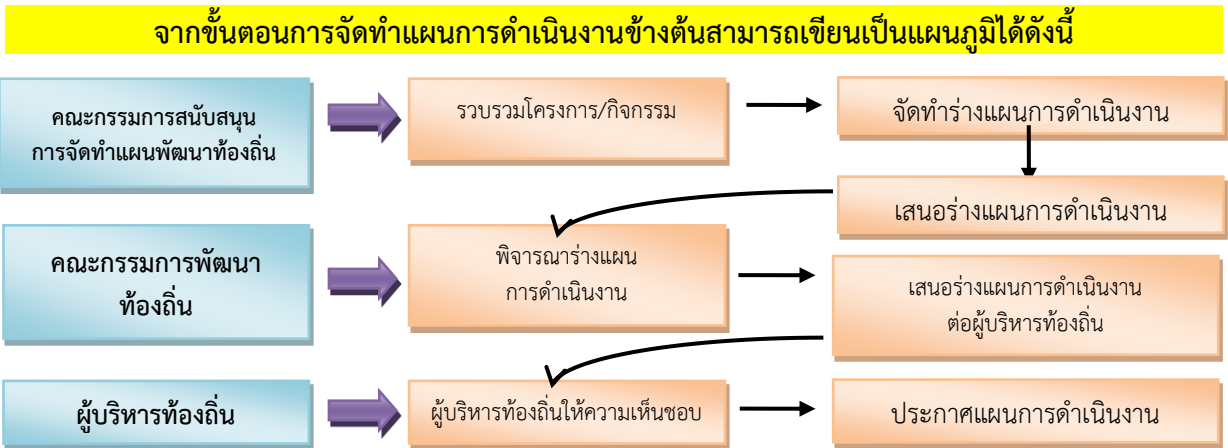 จากขั้นตอนการจัดทำแผนการดำเนินงานข้างต้นสามารถเขียนเป็นแผนภูมิได้ดังนี้
คณะกรรมการสนับสนุน
การจัดทำแผนพัฒนาท้องถิ่น
รวบรวมโครงการ/กิจกรรม
จัดทำร่างแผนการดำเนินงาน
เสนอร่างแผนการดำเนินงาน
คณะกรรมการพัฒนา
ท้องถิ่น
พิจารณาร่างแผน
การดำเนินงาน
เสนอร่างแผนการดำเนินงาน
ต่อผู้บริหารท้องถิ่น
ผู้บริหารท้องถิ่น
ผู้บริหารท้องถิ่นให้ความเห็นชอบ
ประกาศแผนการดำเนินงาน